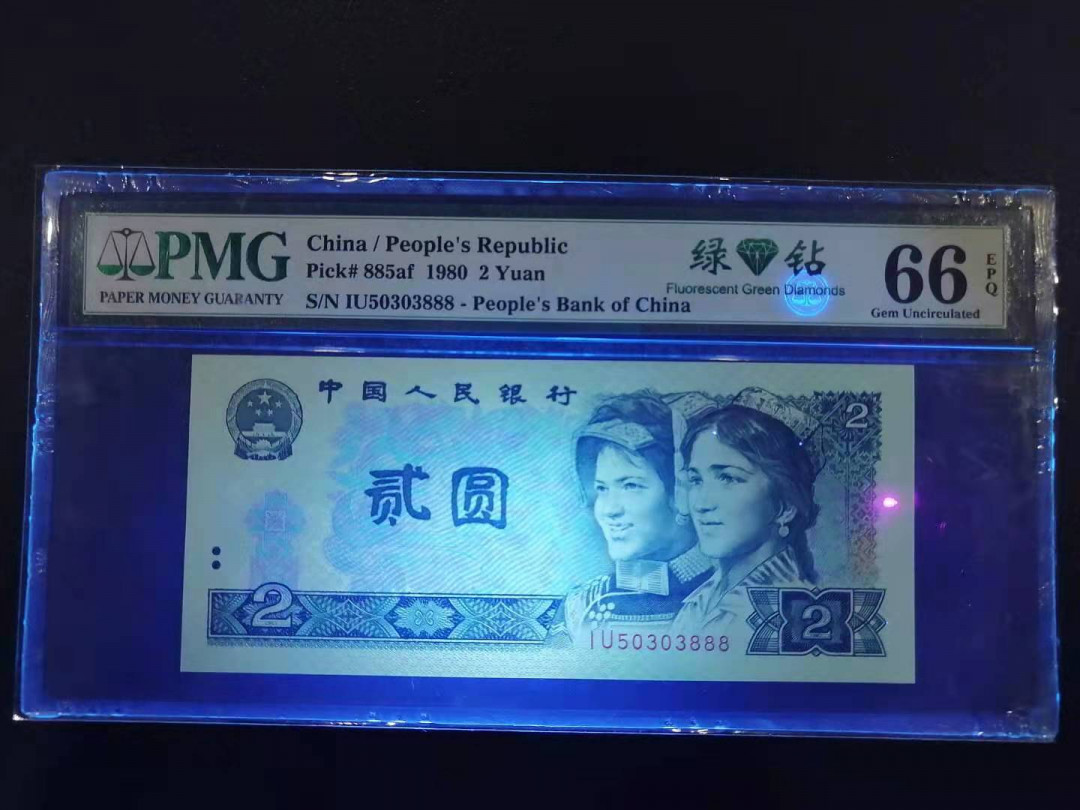 PMG
PAPER MONEY GUARANTY
China / People's Republic
Pick# 885af 1980 2 Yuan
S/N IU50303888 - People's Bank of China
绿 钻
Fluorescent Green Diamonds
66
EPQ
Gem Uncirculated
中国人民银行
2
贰圆
2
IU50303888
2